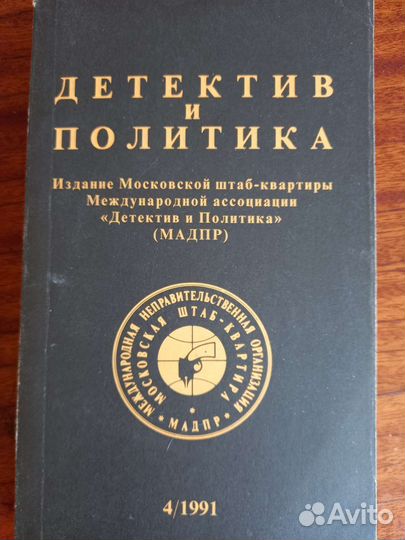 ДЕТЕКТИВ
И
ПОЛИТИКА
Издание Московской штаб-квартиры
Международной ассоциации
«Детектив и Политика»
(МАДПР)
МЕЖДУНАРОДНАЯ НЕПРАВИТЕЛЬСТВЕННАЯ ОРГАНИЗАЦИЯ
МОСКОВСКАЯ ШТАБ-КВАРТИРА
* МАДПР *
4/1991
Avito